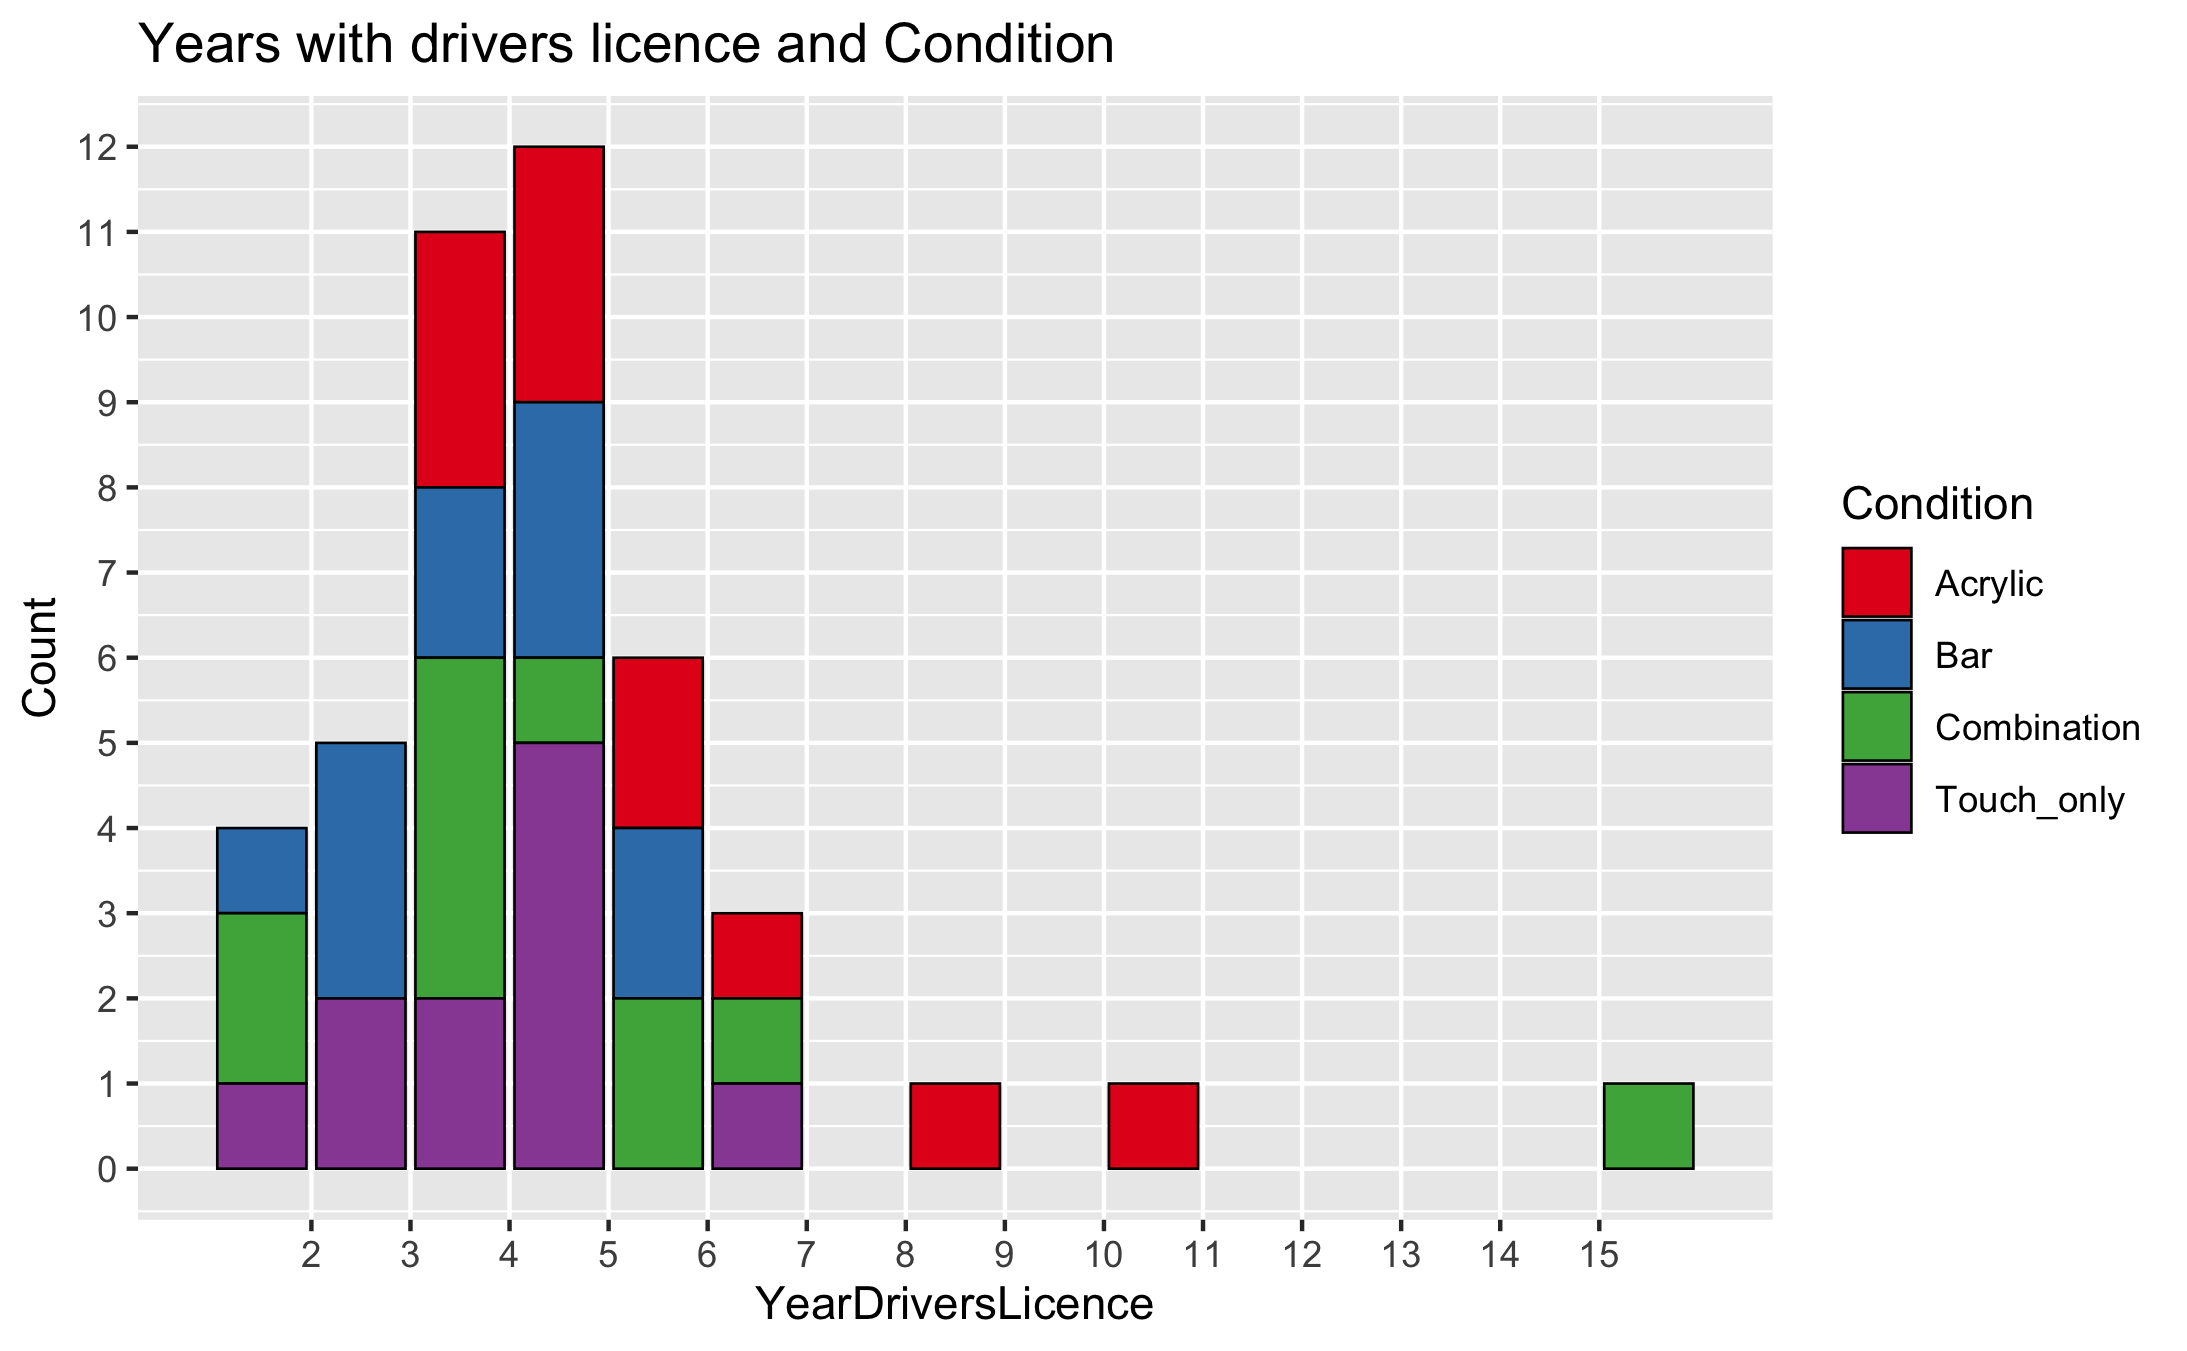 Years with drivers licence and Condition
12
11
10
9
8
7
6
5
4
3
2
1
0
Count
2 3 4 5 6 7 8 9 10 11 12 13 14 15
YearDriversLicence
Condition
Acrylic
Bar
Combination
Touch_only